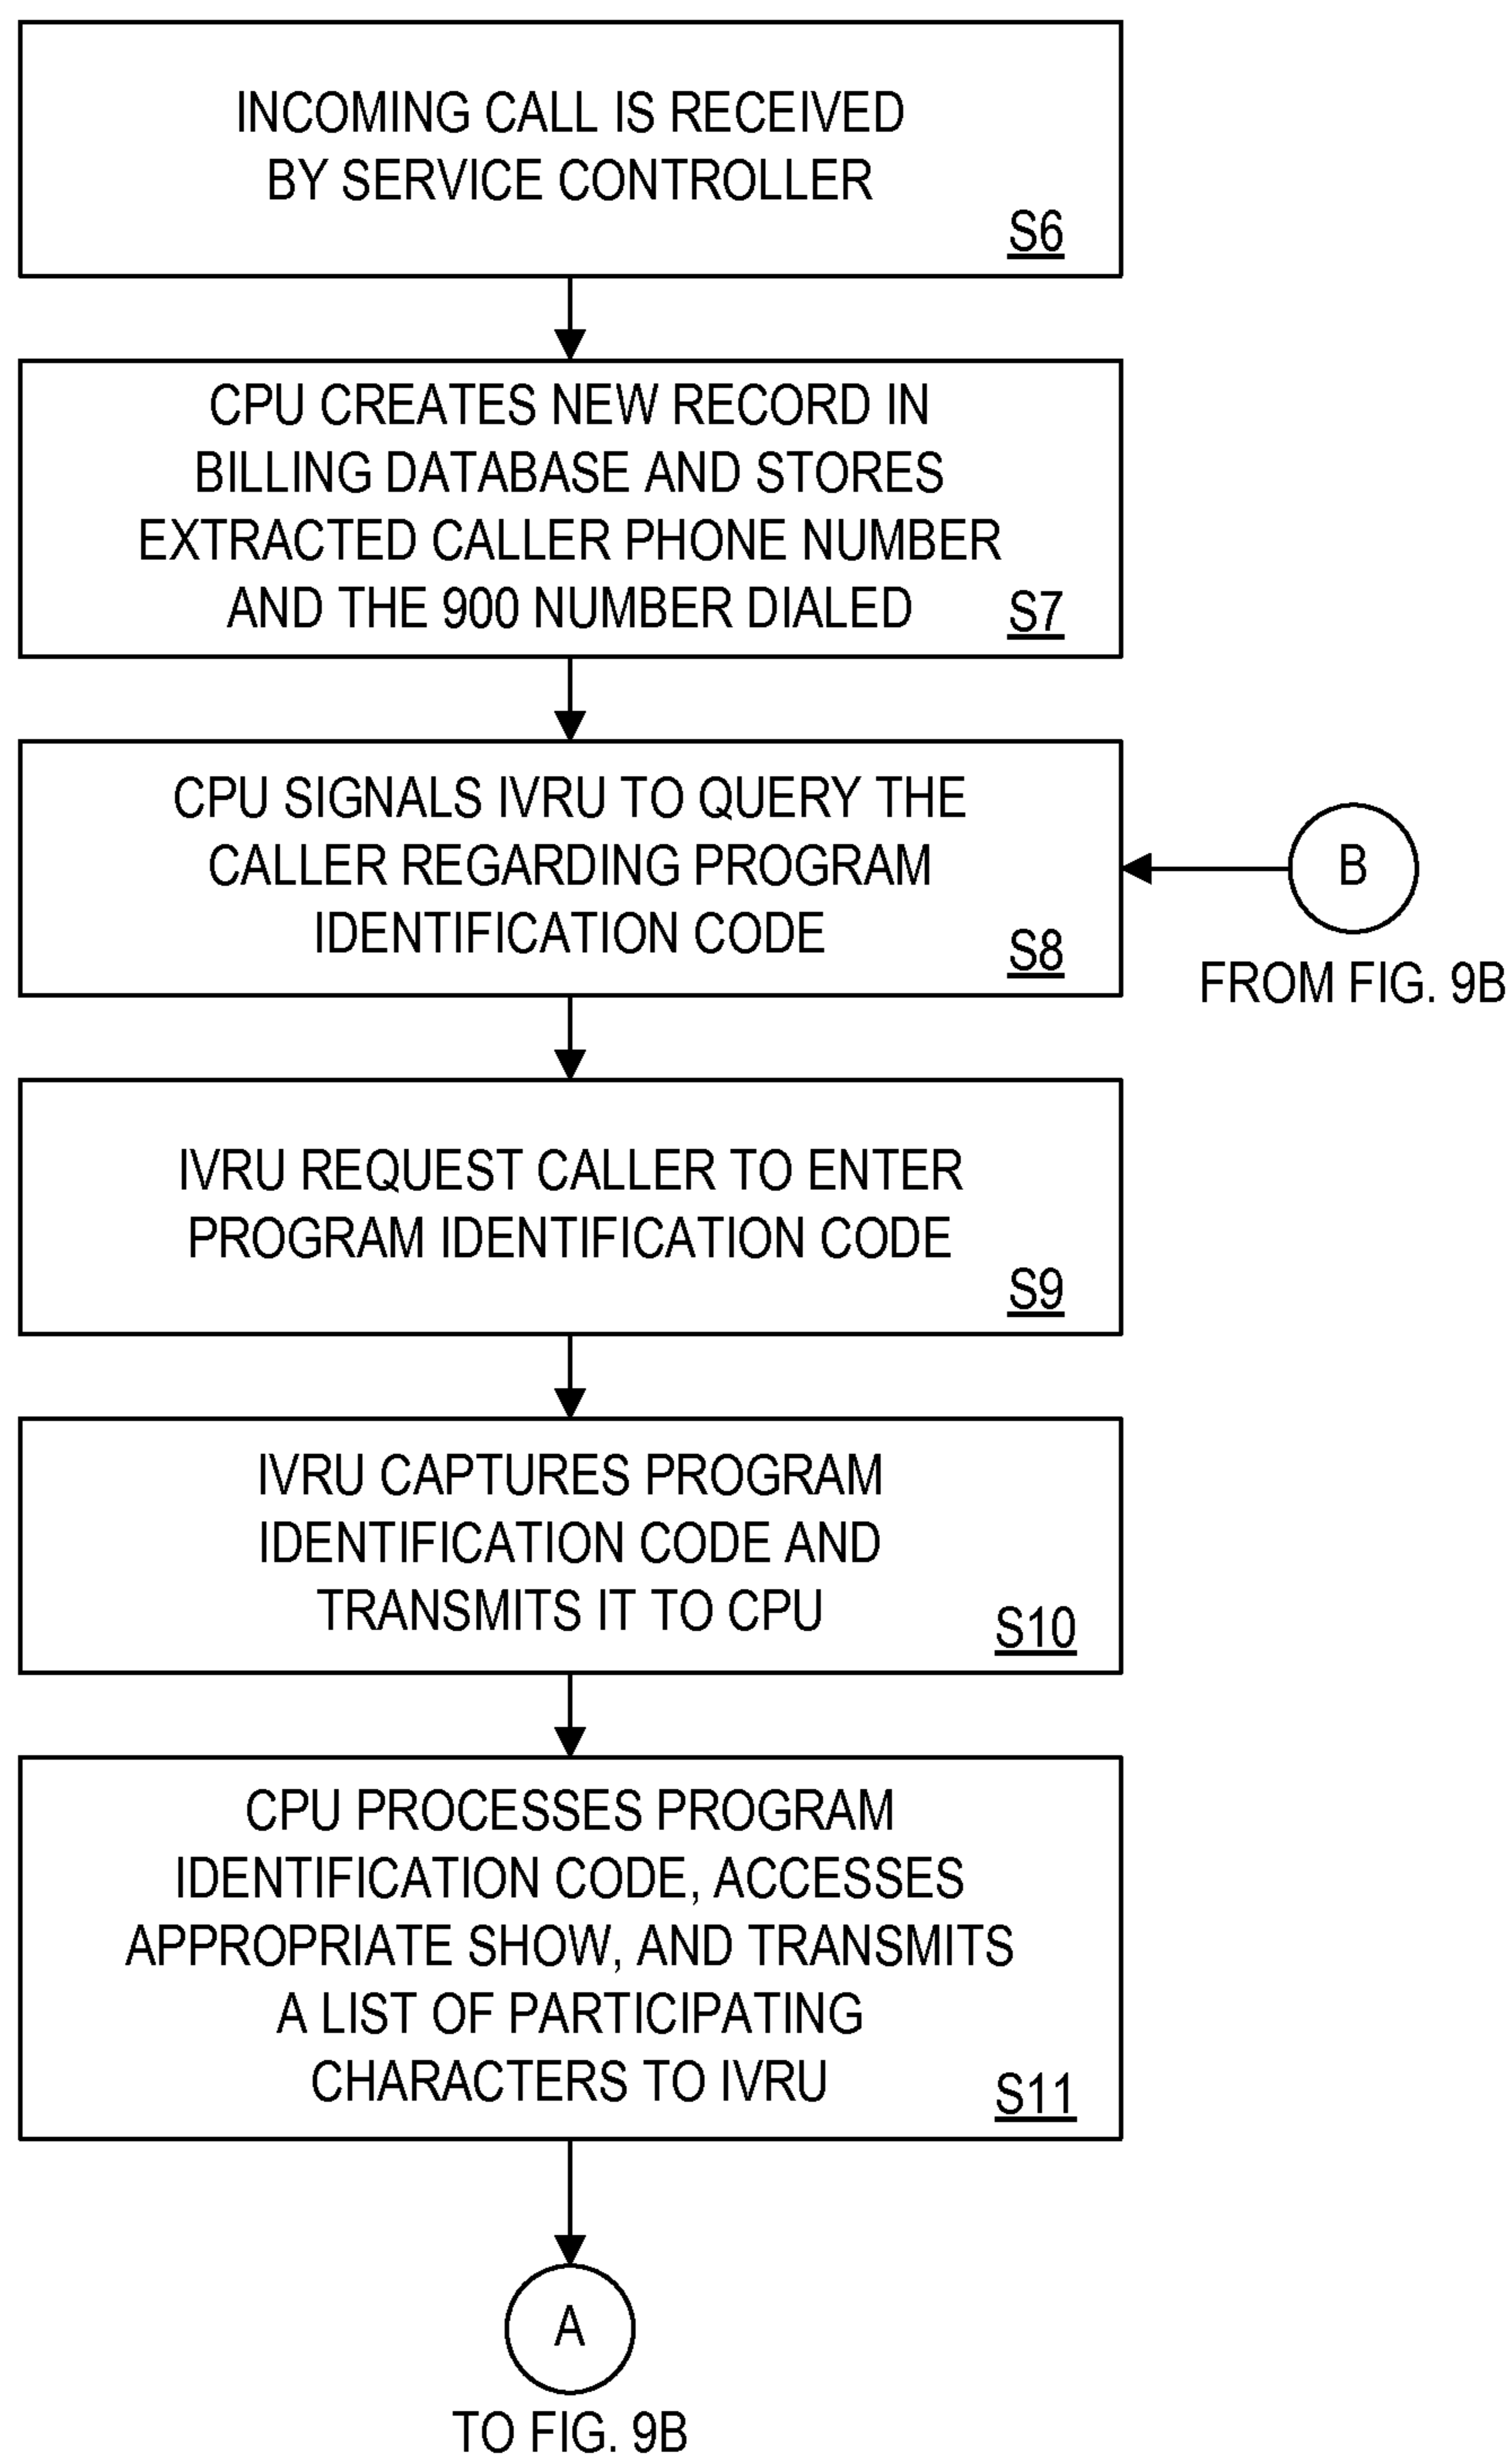 INCOMING CALL IS RECEIVED
BY SERVICE CONTROLLER
S6
CPU CREATES NEW RECORD IN
BILLING DATABASE AND STORES
EXTRACTED CALLER PHONE NUMBER
AND THE 900 NUMBER DIALED
S7
CPU SIGNALS IVRU TO QUERY THE
CALLER REGARDING PROGRAM
IDENTIFICATION CODE
S8
B
FROM FIG. 9B
IVRU REQUEST CALLER TO ENTER
PROGRAM IDENTIFICATION CODE
S9
IVRU CAPTURES PROGRAM
IDENTIFICATION CODE AND
TRANSMITS IT TO CPU
S10
CPU PROCESSES PROGRAM
IDENTIFICATION CODE, ACCESSES
APPROPRIATE SHOW, AND TRANSMITS
A LIST OF PARTICIPATING
CHARACTERS TO IVRU
S11
A
TO FIG. 9B